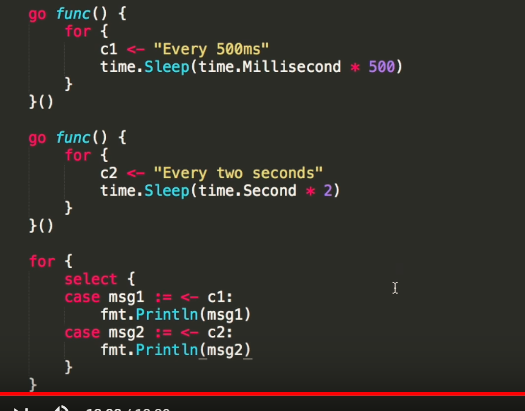 go func() {
for {
c1 <- "Every 500ms"
time.Sleep(time.Millisecond * 500)
}
}()
go func() {
for {
c2 <- "Every two seconds"
time.Sleep(time.Second * 2)
}
}()
for {
select {
case msg1 := <- c1:
fmt.Println(msg1)
case msg2 := <- c2:
fmt.Println(msg2)
}
}